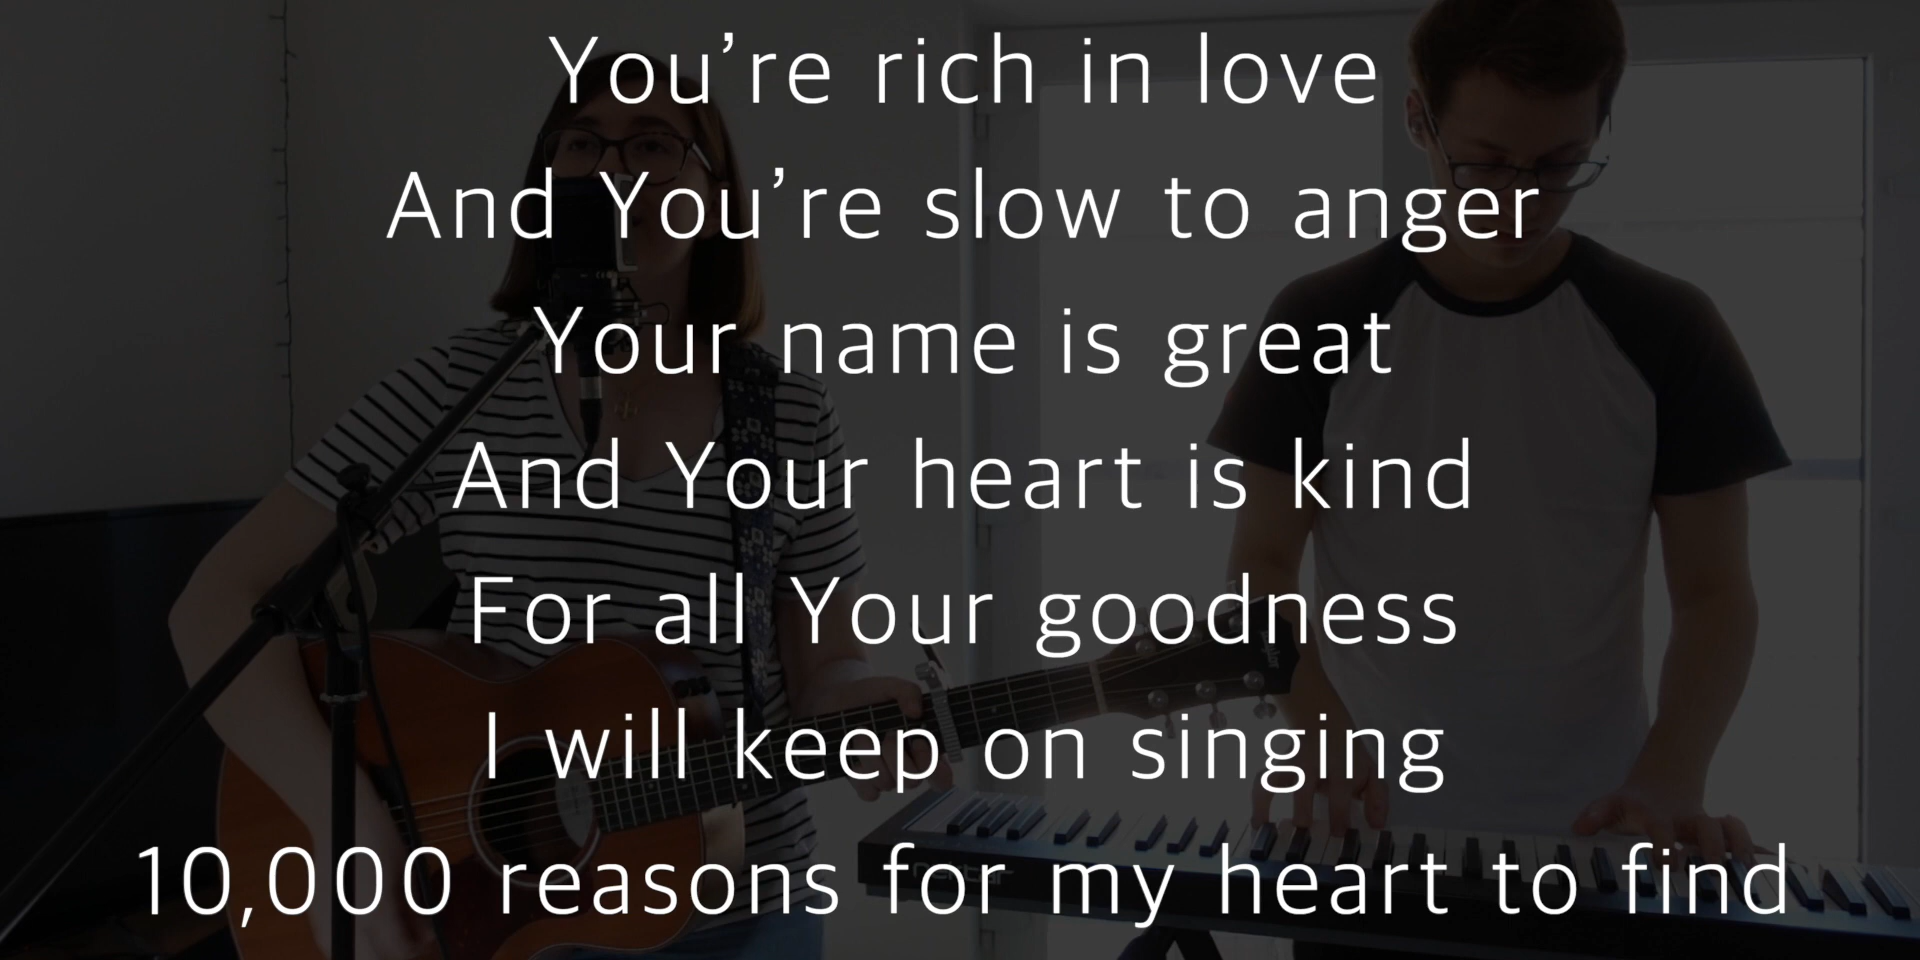 You’re rich in love
And You’re slow to anger
Your name is great
And Your heart is kind
For all Your goodness
I will keep on singing
10,000 reasons for my heart to find